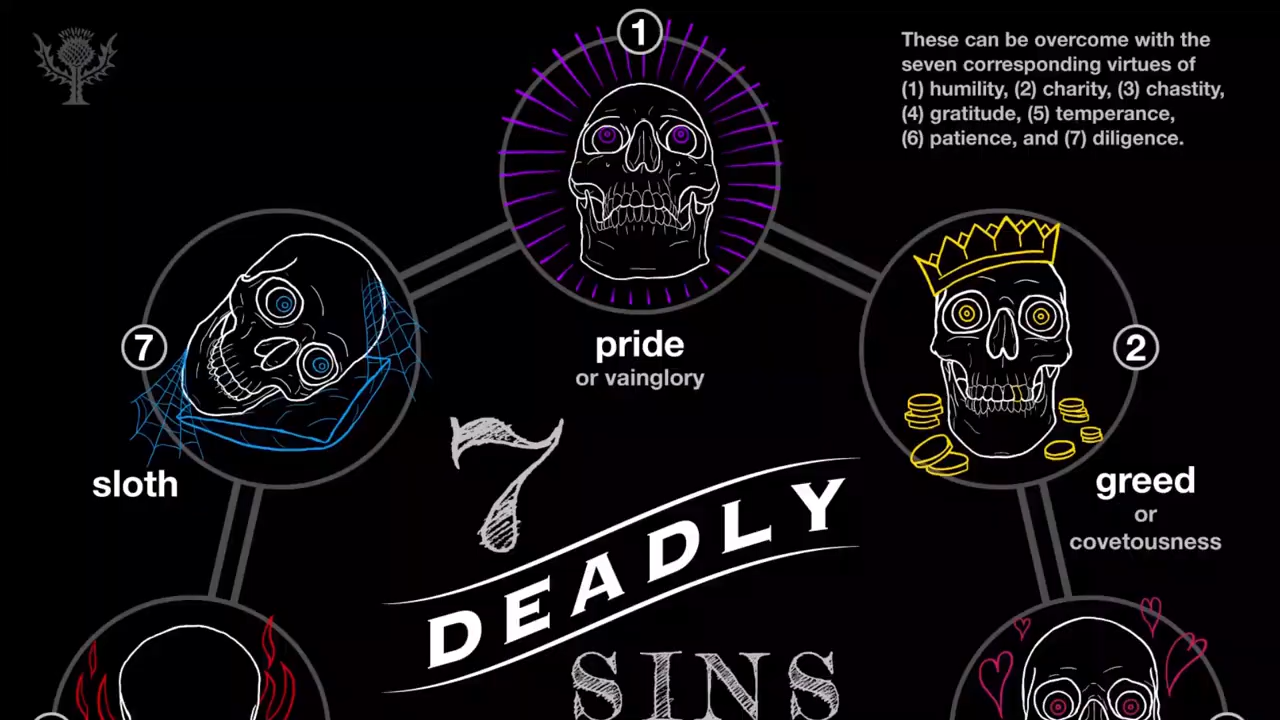 1
These can be overcome with the
seven corresponding virtues of
(1) humility, (2) charity, (3) chastity,
(4) gratitude, (5) temperance,
(6) patience, and (7) diligence.
pride
or vainglory
7
sloth
2
greed
or
covetousness
7
DEADLY
SINS